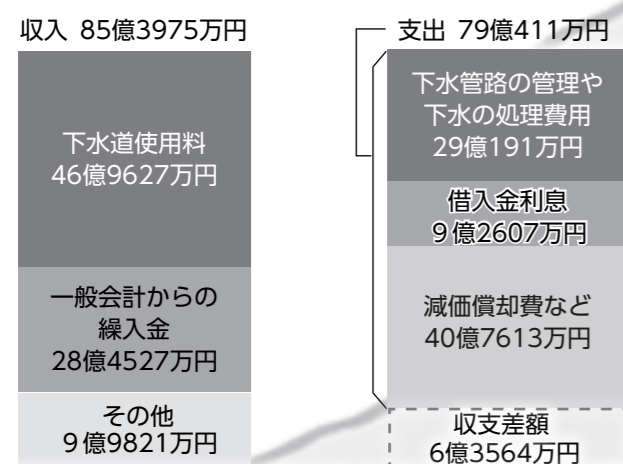 収入 85億3975万円
下水道使用料
46億9627万円
一般会計からの
繰入金
28億4527万円
その他
9億9821万円
支出 79億411万円
下水管路の管理や
下水の処理費用
29億191万円
借入金利息
9億2607万円
減価償却費など
40億7613万円
収支差額
6億3564万円